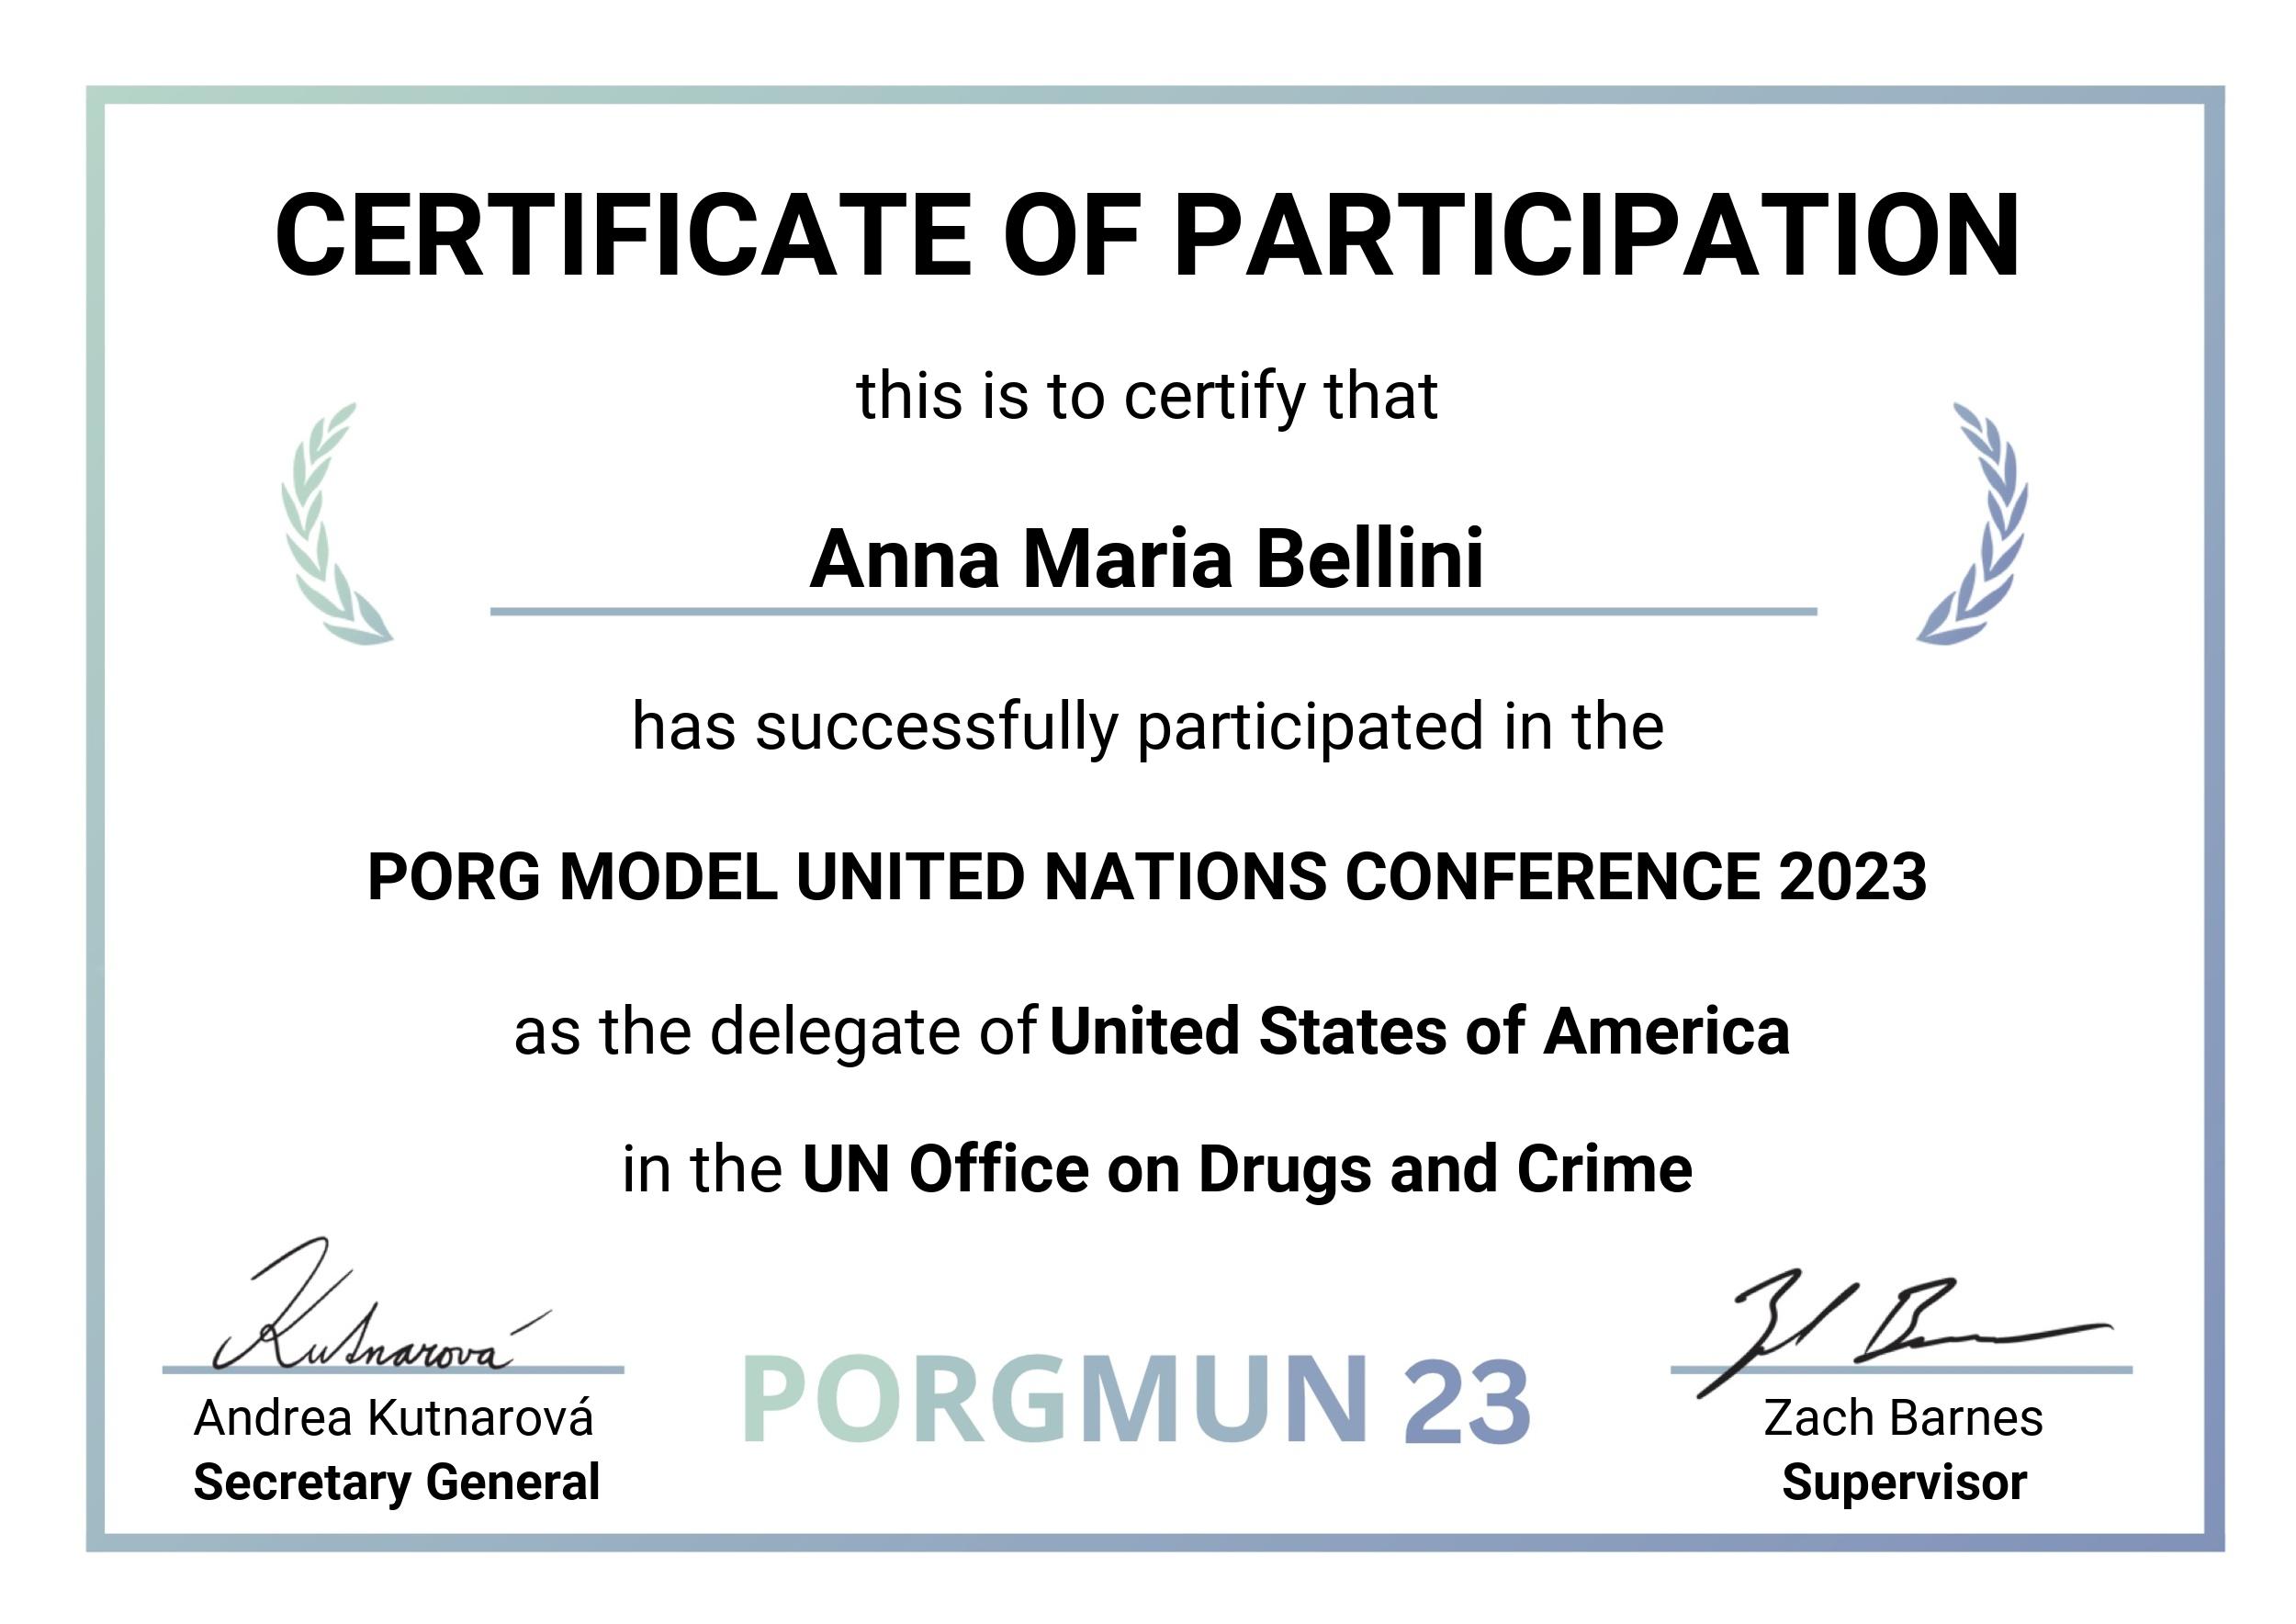 CERTIFICATE OF PARTICIPATION
this is to certify that
Anna Maria Bellini
has successfully participated in the
PORG MODEL UNITED NATIONS CONFERENCE 2023
as the delegate of United States of America
in the UN Office on Drugs and Crime
Kutnarová
Andrea Kutnarová
Secretary General
PORGMUN 23
Zach Barnes
Supervisor